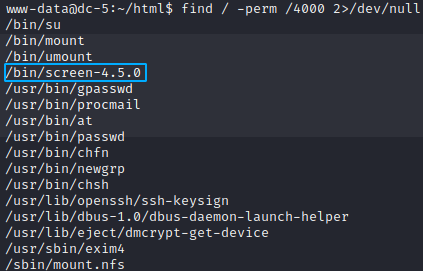 www-data@dc-5:~/html$ find / -perm /4000 2>/dev/null
/bin/su
/bin/mount
/bin/umount
/bin/screen-4.5.0
/usr/bin/gpasswd
/usr/bin/procmail
/usr/bin/at
/usr/bin/passwd
/usr/bin/chfn
/usr/bin/newgrp
/usr/bin/chsh
/usr/lib/openssh/ssh-keysign
/usr/lib/dbus-1.0/dbus-daemon-launch-helper
/usr/lib/eject/dmcrypt-get-device
/usr/sbin/exim4
/sbin/mount.nfs